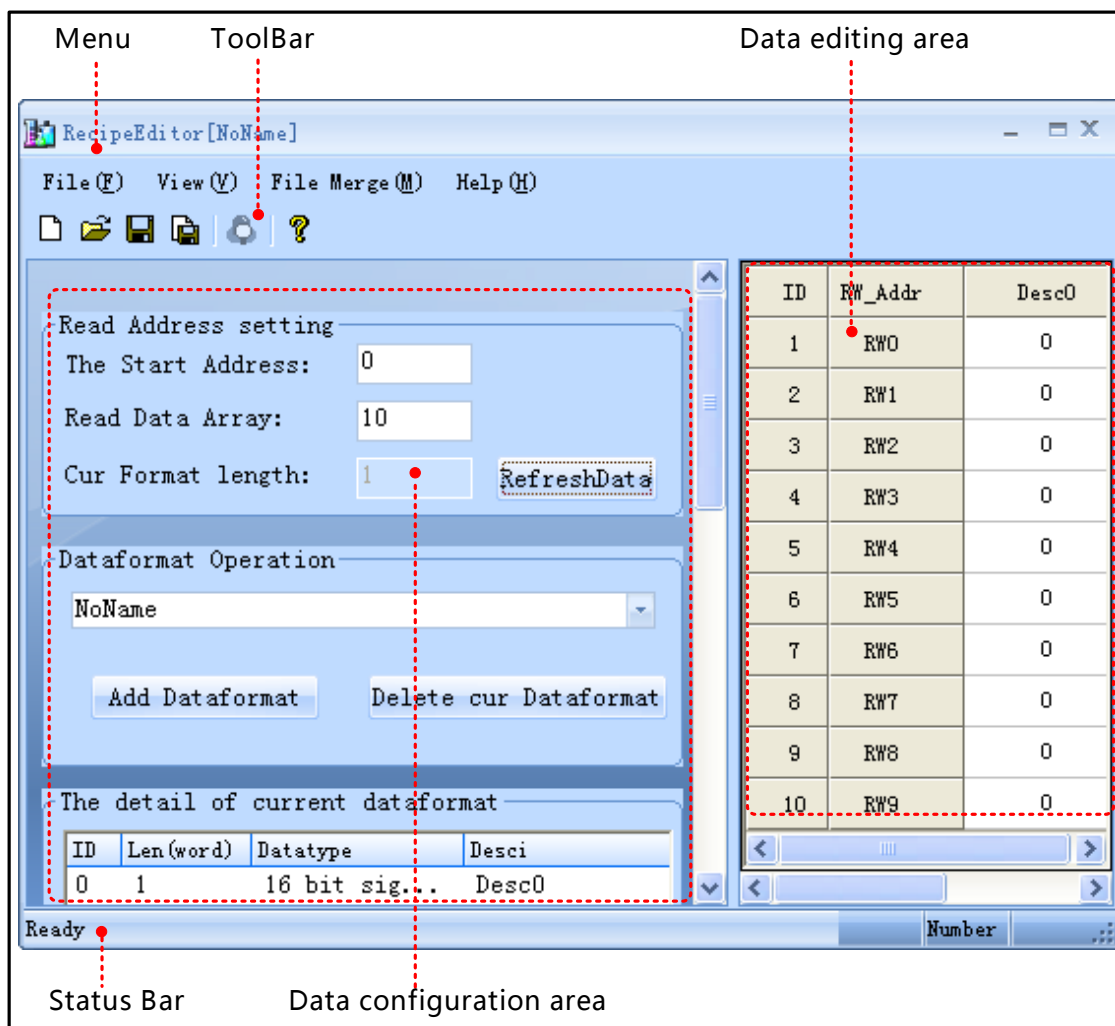 Menu ToolBar Data editing area
RecipeEditor[NoName]
File(F) View(V) File Merge(M) Help(H)
Read Address setting
The Start Address: 0
Read Data Array: 10
Cur Format length: 1 RefreshData
Dataformat Operation
NoName
Add Dataformat Delete cur Dataformat
The detail of current dataformat
ID Len(word) Datatype Desci
0 1 16 bit sig... Desc0
ID RW_Addr Desc0
1 RW0 0
2 RW1 0
3 RW2 0
4 RW3 0
5 RW4 0
6 RW5 0
7 RW6 0
8 RW7 0
9 RW8 0
10 RW9 0
Ready Number
Status Bar Data configuration area